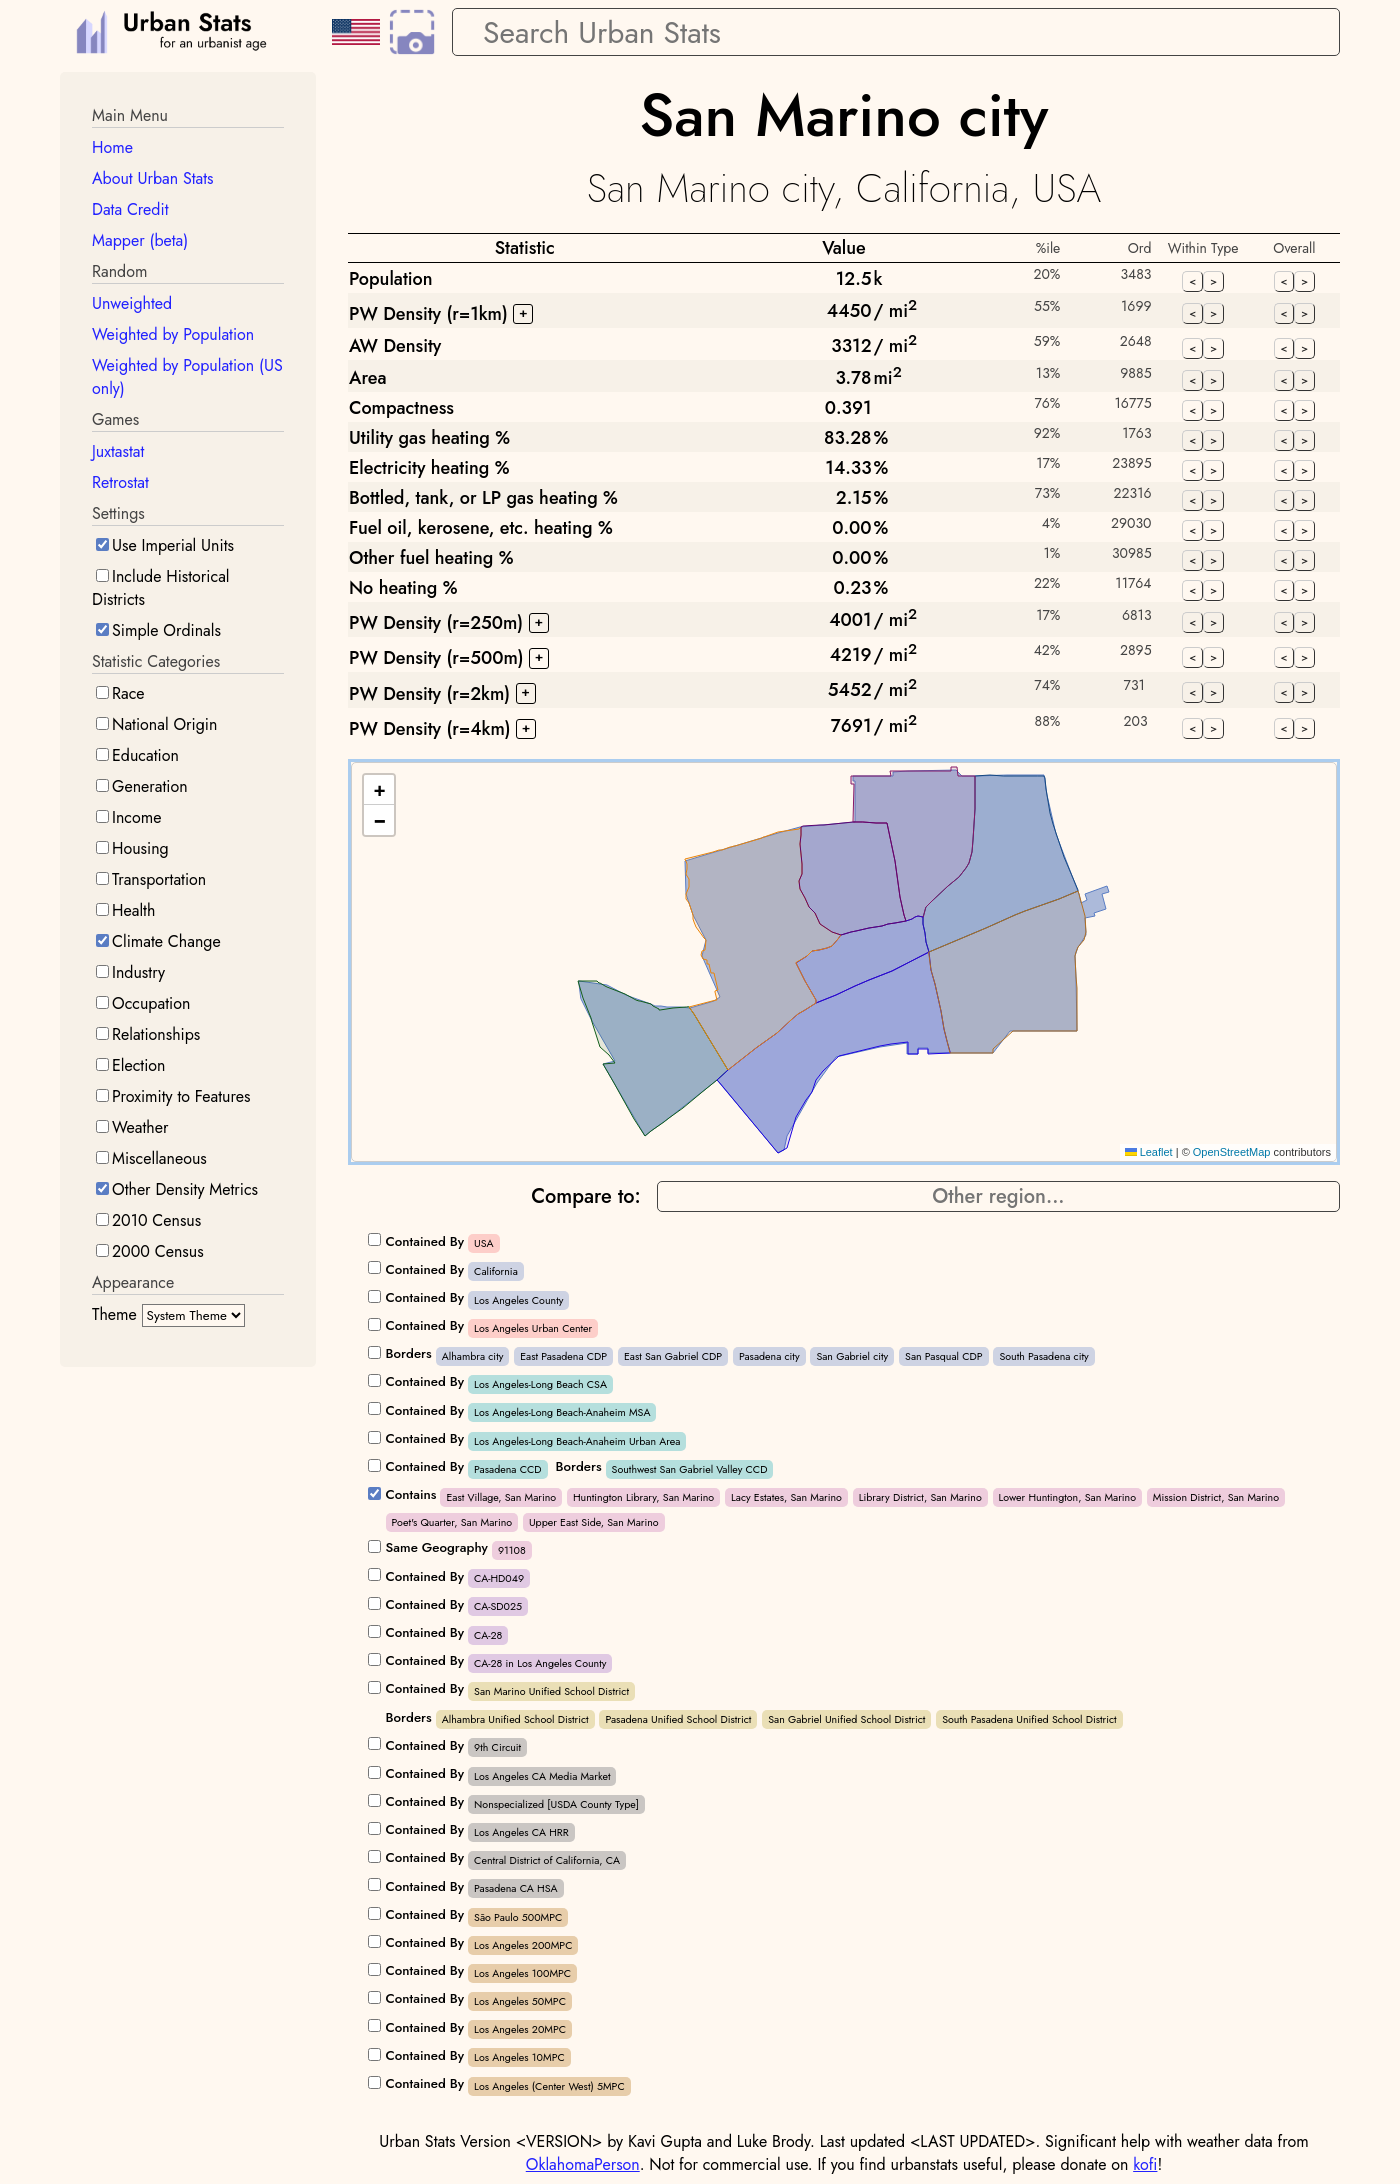 Urban Stats
for an urbanist age
Search Urban Stats
Main Menu
Home
About Urban Stats
Data Credit
Mapper (beta)
Random
Unweighted
Weighted by Population
Weighted by Population (US
only)
Games
Juxtastat
Retrostat
Settings
Use Imperial Units
Include Historical
Districts
Simple Ordinals
Statistic Categories
Race
National Origin
Education
Generation
Income
Housing
Transportation
Health
Climate Change
Industry
Occupation
Relationships
Election
Proximity to Features
Weather
Miscellaneous
Other Density Metrics
2010 Census
2000 Census
Appearance
Theme System Theme
San Marino city
San Marino city, California, USA
Statistic Value %ile Ord Within Type Overall
Population 12.5 k 20% 3483 < > < >
PW Density (r=1km) + 4450 / mi² 55% 1699 < > < >
AW Density 3312 / mi² 59% 2648 < > < >
Area 3.78 mi² 13% 9885 < > < >
Compactness 0.391 76% 16775 < > < >
Utility gas heating % 83.28 % 92% 1763 < > < >
Electricity heating % 14.33 % 17% 23895 < > < >
Bottled, tank, or LP gas heating % 2.15 % 73% 22316 < > < >
Fuel oil, kerosene, etc. heating % 0.00 % 4% 29030 < > < >
Other fuel heating % 0.00 % 1% 30985 < > < >
No heating % 0.23 % 22% 11764 < > < >
PW Density (r=250m) + 4001 / mi² 17% 6813 < > < >
PW Density (r=500m) + 4219 / mi² 42% 2895 < > < >
PW Density (r=2km) + 5452 / mi² 74% 731 < > < >
PW Density (r=4km) + 7691 / mi² 88% 203 < > < >
+
−
Leaflet | © OpenStreetMap contributors
Compare to: Other region...
Contained By USA
Contained By California
Contained By Los Angeles County
Contained By Los Angeles Urban Center
Borders Alhambra city East Pasadena CDP East San Gabriel CDP Pasadena city San Gabriel city San Pasqual CDP South Pasadena city
Contained By Los Angeles-Long Beach CSA
Contained By Los Angeles-Long Beach-Anaheim MSA
Contained By Los Angeles-Long Beach-Anaheim Urban Area
Contained By Pasadena CCD Borders Southwest San Gabriel Valley CCD
Contains East Village, San Marino Huntington Library, San Marino Lacy Estates, San Marino Library District, San Marino Lower Huntington, San Marino Mission District, San Marino
Poet's Quarter, San Marino Upper East Side, San Marino
Same Geography 91108
Contained By CA-HD049
Contained By CA-SD025
Contained By CA-28
Contained By CA-28 in Los Angeles County
Contained By San Marino Unified School District
Borders Alhambra Unified School District Pasadena Unified School District San Gabriel Unified School District South Pasadena Unified School District
Contained By 9th Circuit
Contained By Los Angeles CA Media Market
Contained By Nonspecialized [USDA County Type]
Contained By Los Angeles CA HRR
Contained By Central District of California, CA
Contained By Pasadena CA HSA
Contained By São Paulo 500MPC
Contained By Los Angeles 200MPC
Contained By Los Angeles 100MPC
Contained By Los Angeles 50MPC
Contained By Los Angeles 20MPC
Contained By Los Angeles 10MPC
Contained By Los Angeles (Center West) 5MPC
Urban Stats Version <VERSION> by Kavi Gupta and Luke Brody. Last updated <LAST UPDATED>. Significant help with weather data from
OklahomaPerson. Not for commercial use. If you find urbanstats useful, please donate on kofi!